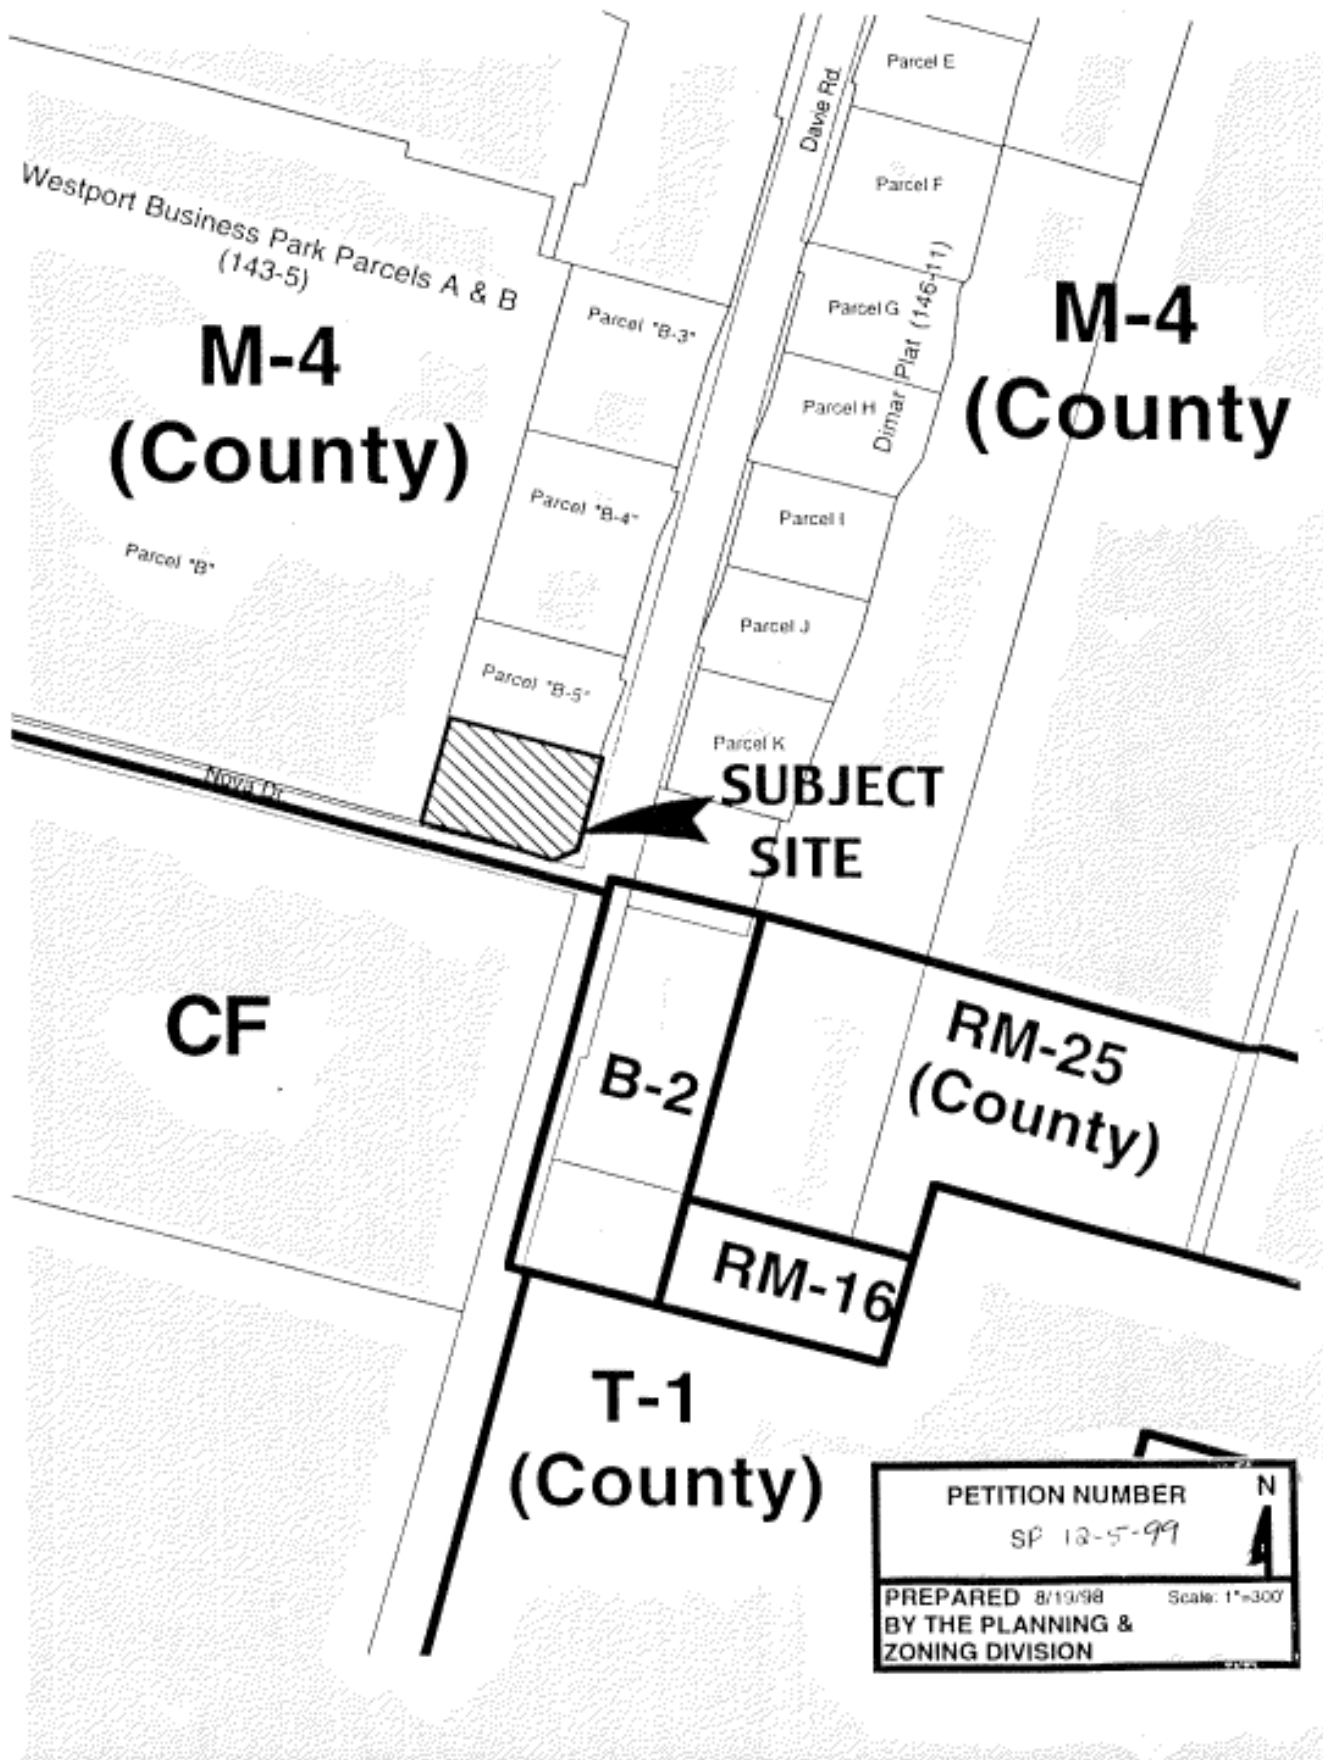 Parcel E
Davie Rd.
Parcel F
Westport Business Park Parcels A & B
(143-5)
Parcel G
Dimar Plat (146-11)
M-4
(County
Parcel "B-3"
M-4
(County)
Parcel H
Parcel "B-4"
Parcel I
Parcel "B"
Parcel J
Parcel "B-5"
Parcel K
Nova Dr.
SUBJECT
SITE
CF
RM-25
(County)
B-2
RM-16
T-1
(County)
PETITION NUMBER
N
SP 12-5-99
PREPARED 8/19/98 Scale: 1"=300'
BY THE PLANNING &
ZONING DIVISION